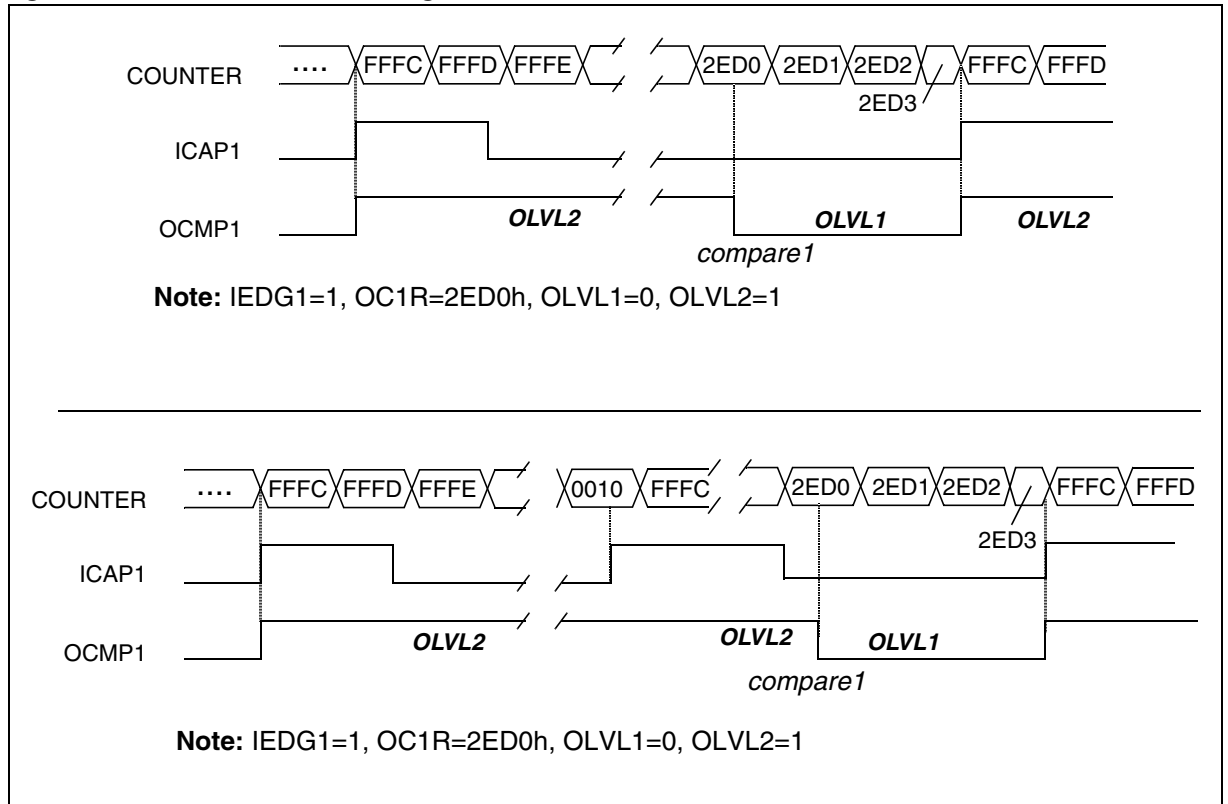 COUNTER .... FFFC FFFD FFFE 2ED0 2ED1 2ED2 FFFC FFFD
2ED3
ICAP1
OCMP1 OLVL2 OLVL1 OLVL2
compare1
Note: IEDG1=1, OC1R=2ED0h, OLVL1=0, OLVL2=1
COUNTER .... FFFC FFFD FFFE 0010 FFFC 2ED0 2ED1 2ED2 FFFC FFFD
2ED3
ICAP1
OCMP1 OLVL2 OLVL2 OLVL1
compare1
Note: IEDG1=1, OC1R=2ED0h, OLVL1=0, OLVL2=1